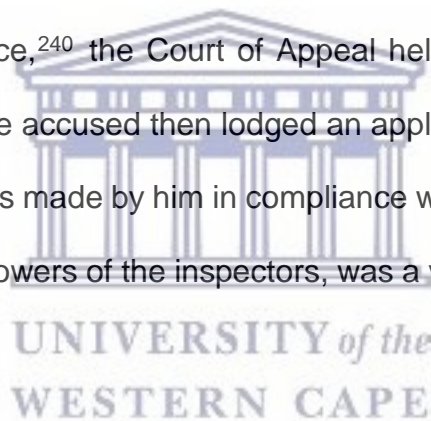 ce,240 the Court of Appeal hel
e accused then lodged an appl
s made by him in compliance w
owers of the inspectors, was a v
UNIVERSITY of the
WESTERN CAPE